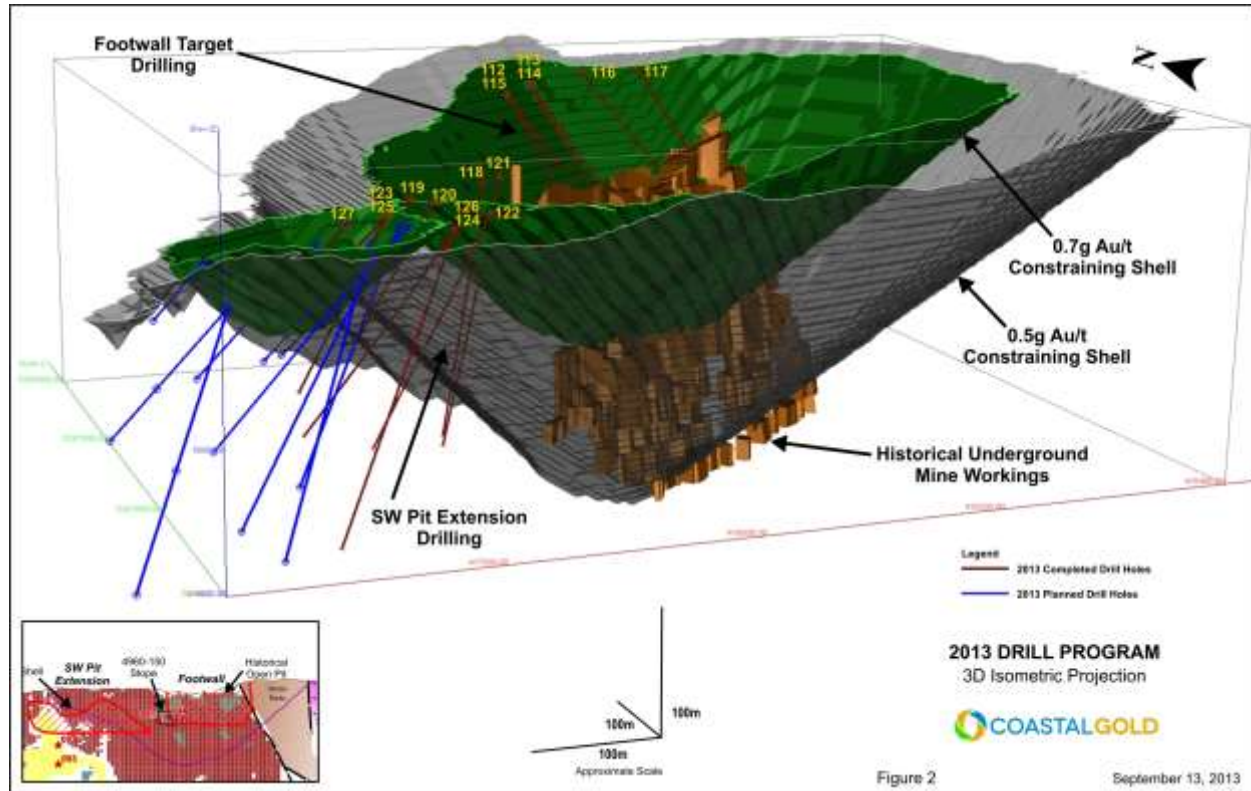 Footwall Target
Drilling
112
113
115
114
116
117
N
118
121
123
119
125
120
127
126
124
122
0.7g Au/t
Constraining Shell
0.5g Au/t
Constraining Shell
Historical Underground
Mine Workings
SW Pit Extension
Drilling
Legend
2013 Completed Drill Holes
2013 Planned Drill Holes
SW Pit
Extension
4960-180
Stope
Footwall
Historical
Open Pit
2013 DRILL PROGRAM
3D Isometric Projection
COASTALGOLD
100m
100m
100m
Approximate Scale
Figure 2
September 13, 2013